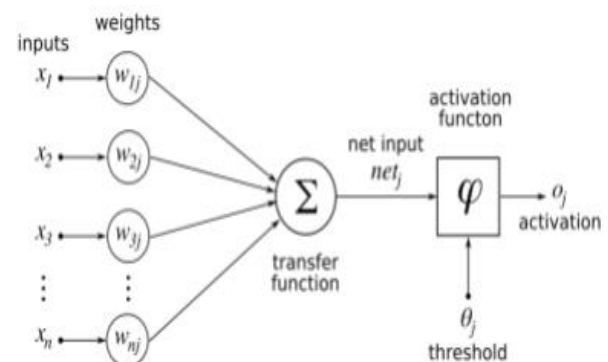 weights
inputs
x1
w1j
x2
w2j
x3
w3j
⋮
⋮
xn
wnj
Σ
transfer
function
net input
netj
activation
functon
φ
oj
activation
θj
threshold